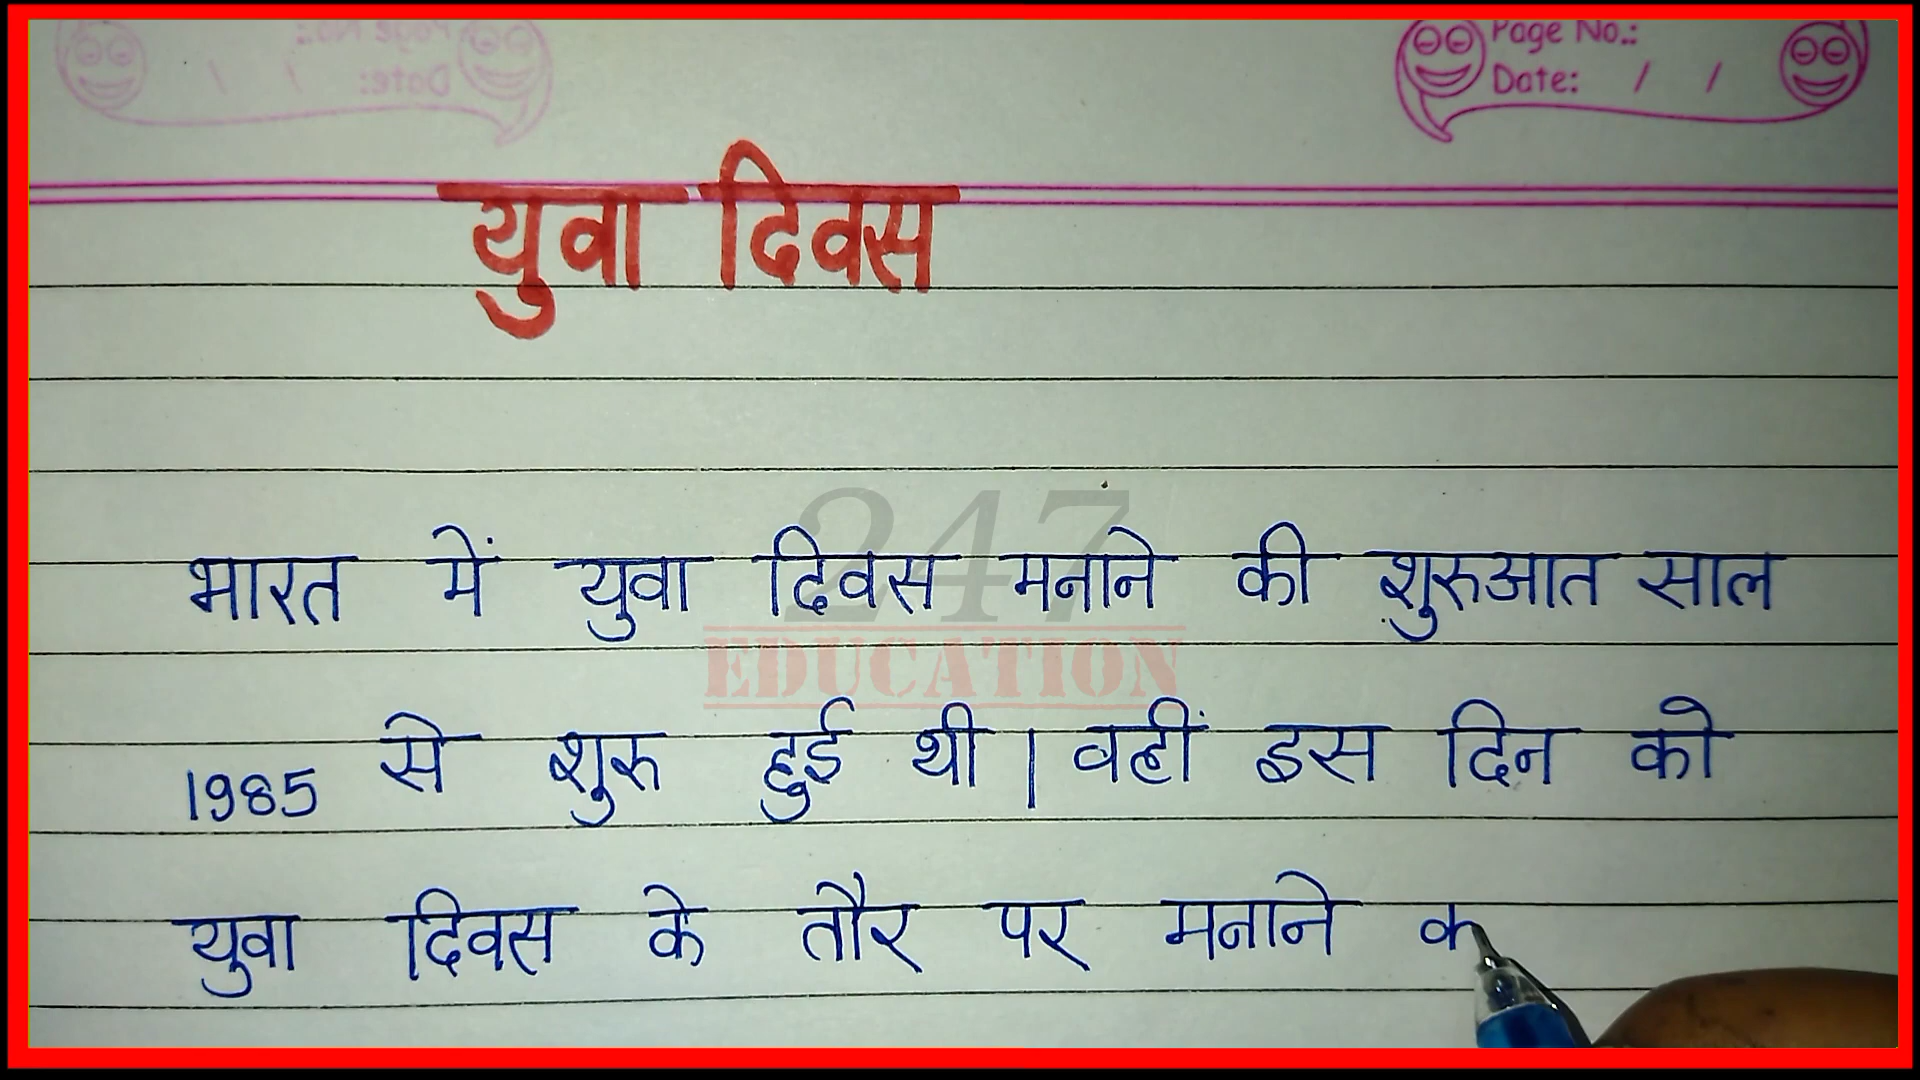 Page No.:
Date: / /
युवा दिवस
247
EDUCATION
भारत में युवा दिवस मनाने की शुरुआत साल
1985 से शुरु हुई थी । वहीं इस दिन को
युवा दिवस के तौर पर मनाने क